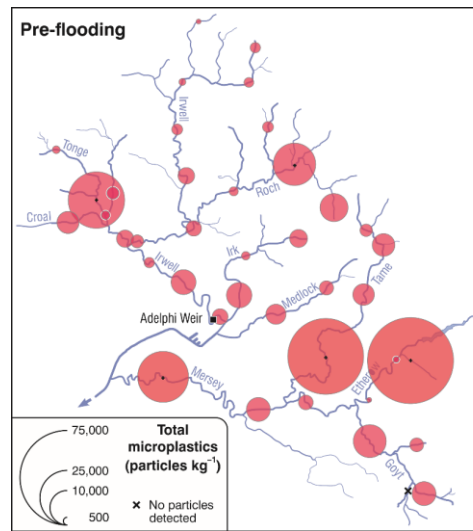 Pre-flooding
Irwell
Tonge
Roch
Croal
Irk
Irwell
Tame
Medlock
Adelphi Weir
Mersey
Etherow
Goyt
75,000
25,000
10,000
500
Total
microplastics
(particles kg⁻¹)
× No particles
detected